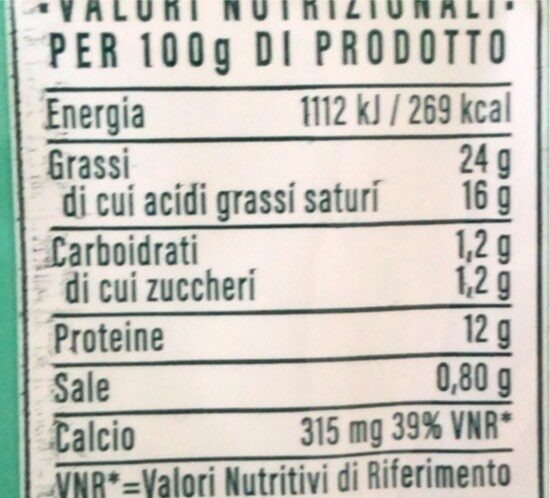 •VALORI NUTRIZIONALI•
PER 100g DI PRODOTTO
Energia 1112 kJ / 269 kcal
Grassi 24 g
di cui acidi grassi saturi 16 g
Carboidrati 1,2 g
di cui zuccheri 1,2 g
Proteine 12 g
Sale 0,80 g
Calcio 315 mg 39% VNR*
VNR*=Valori Nutritivi di Riferimento